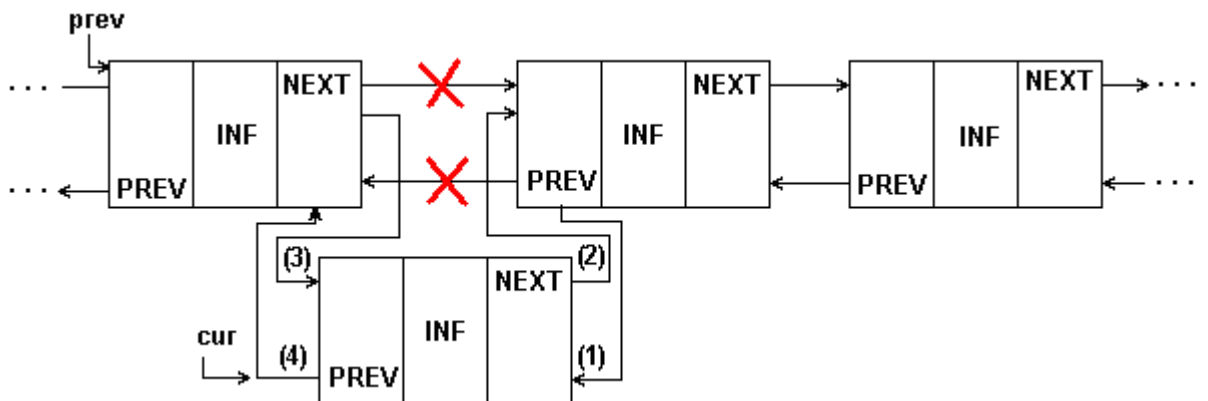 prev
NEXT NEXT NEXT
... ...
INF INF INF
... PREV PREV PREV ...
(3) (2)
NEXT
cur INF
(4) (1)
PREV